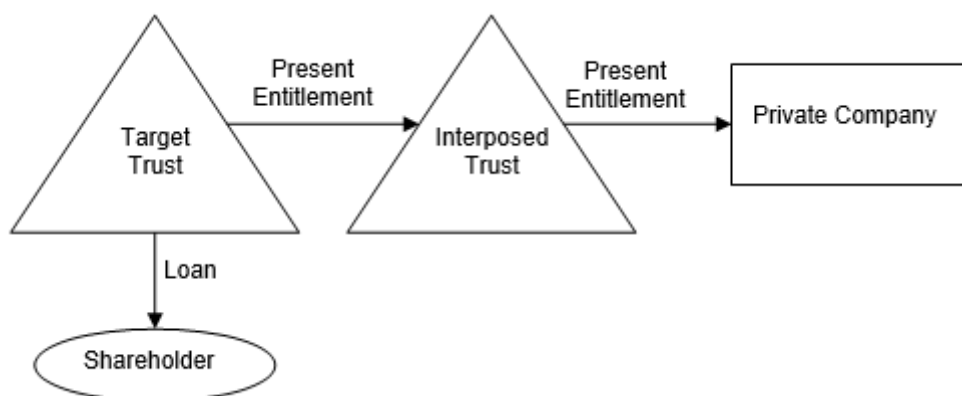 Present
Entitlement
Present
Entitlement
Target
Trust
Interposed
Trust
Private Company
Loan
Shareholder